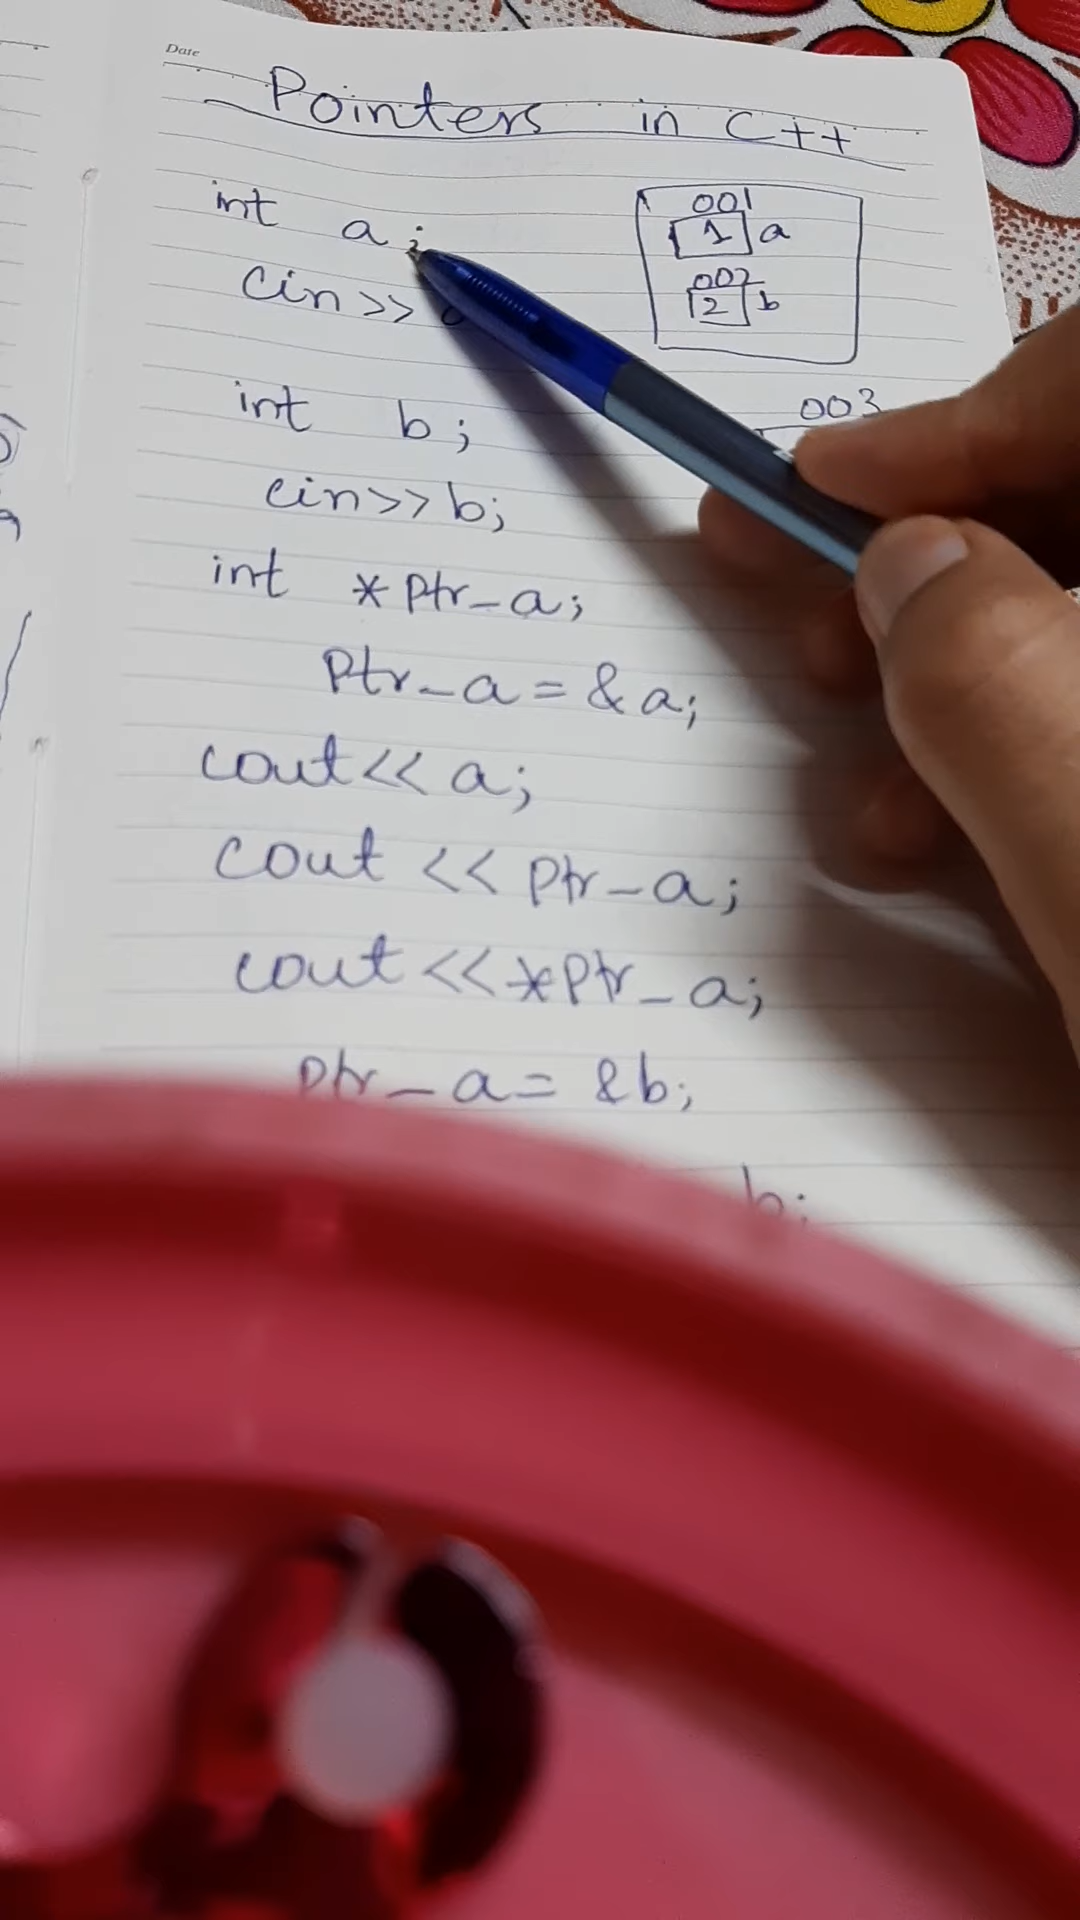 Date
Pointers in C++
int a;
cin>>
int b;
cin>>b;
int *ptr_a;
ptr_a = &a;
cout<< a;
cout << ptr_a;
cout <<*ptr_a;
ptr_a = &b;
b;
001
1 a
002
2 b
003